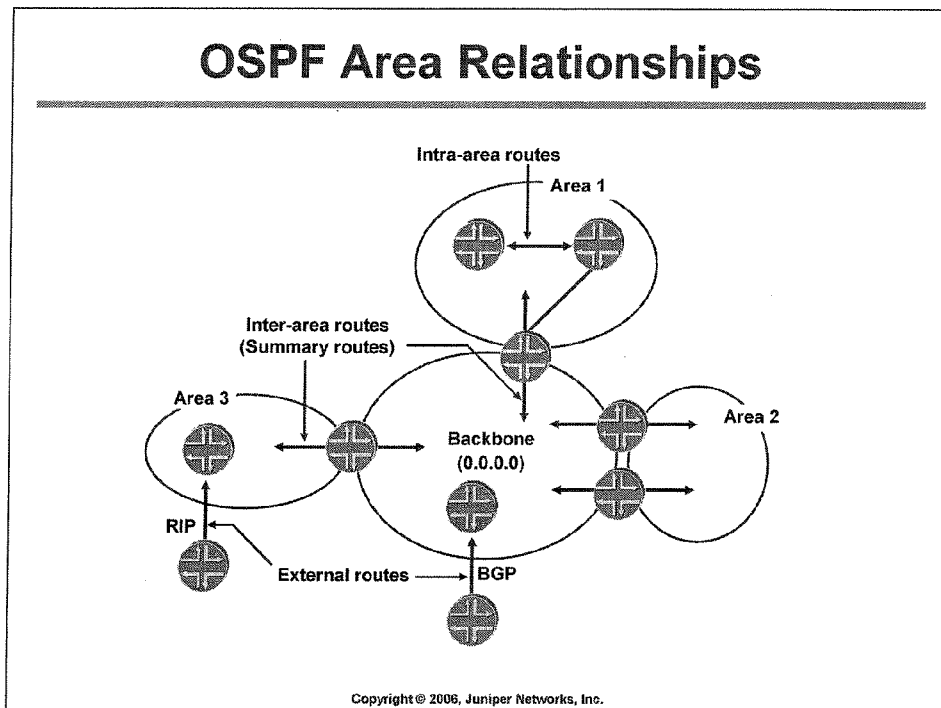 OSPF Area Relationships
Intra-area routes
Area 1
Inter-area routes
(Summary routes)
Area 3
Area 2
Backbone
(0.0.0.0)
RIP
External routes
BGP
Copyright © 2006, Juniper Networks, Inc.